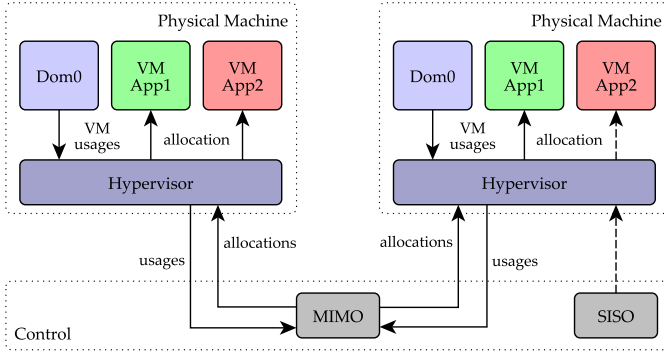 Physical Machine
Dom0
VM
App1
VM
App2
VM
usages
allocation
Hypervisor
Physical Machine
Dom0
VM
App1
VM
App2
VM
usages
allocation
Hypervisor
usages
allocations
allocations
usages
MIMO
SISO
Control